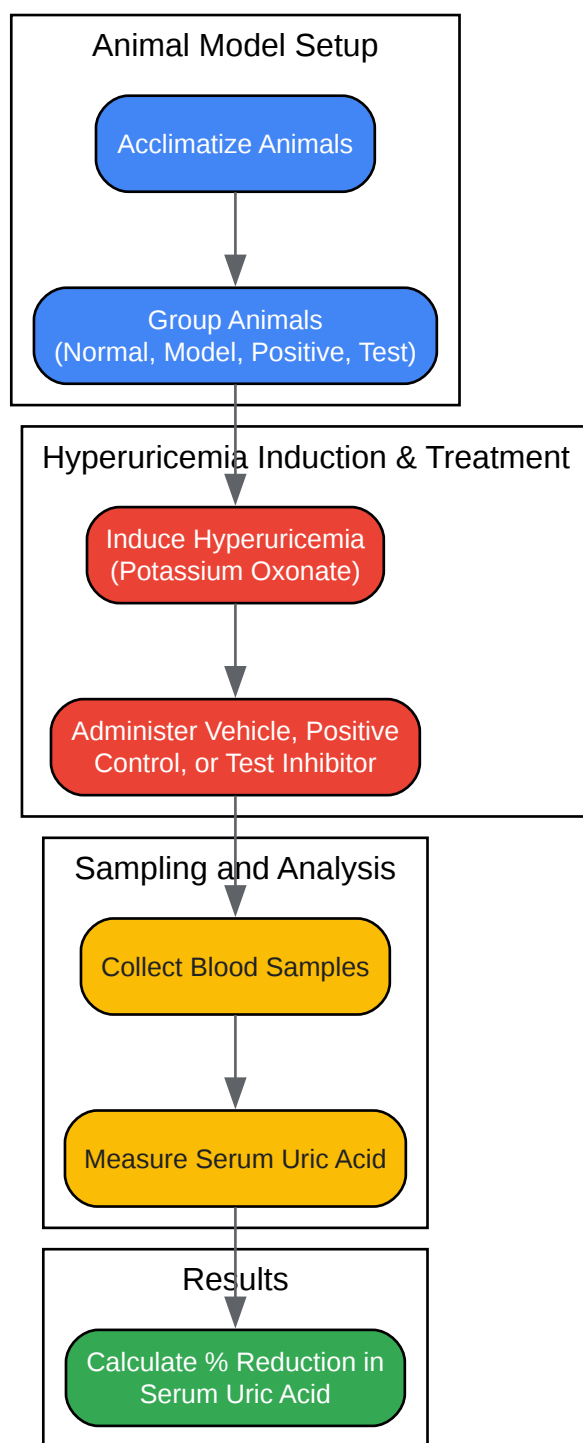 Animal Model Setup
Acclimatize Animals
Group Animals
(Normal, Model, Positive, Test)
Hyperuricemia Induction & Treatment
Induce Hyperuricemia
(Potassium Oxonate)
Administer Vehicle, Positive
Control, or Test Inhibitor
Sampling and Analysis
Collect Blood Samples
Measure Serum Uric Acid
Results
Calculate % Reduction in
Serum Uric Acid